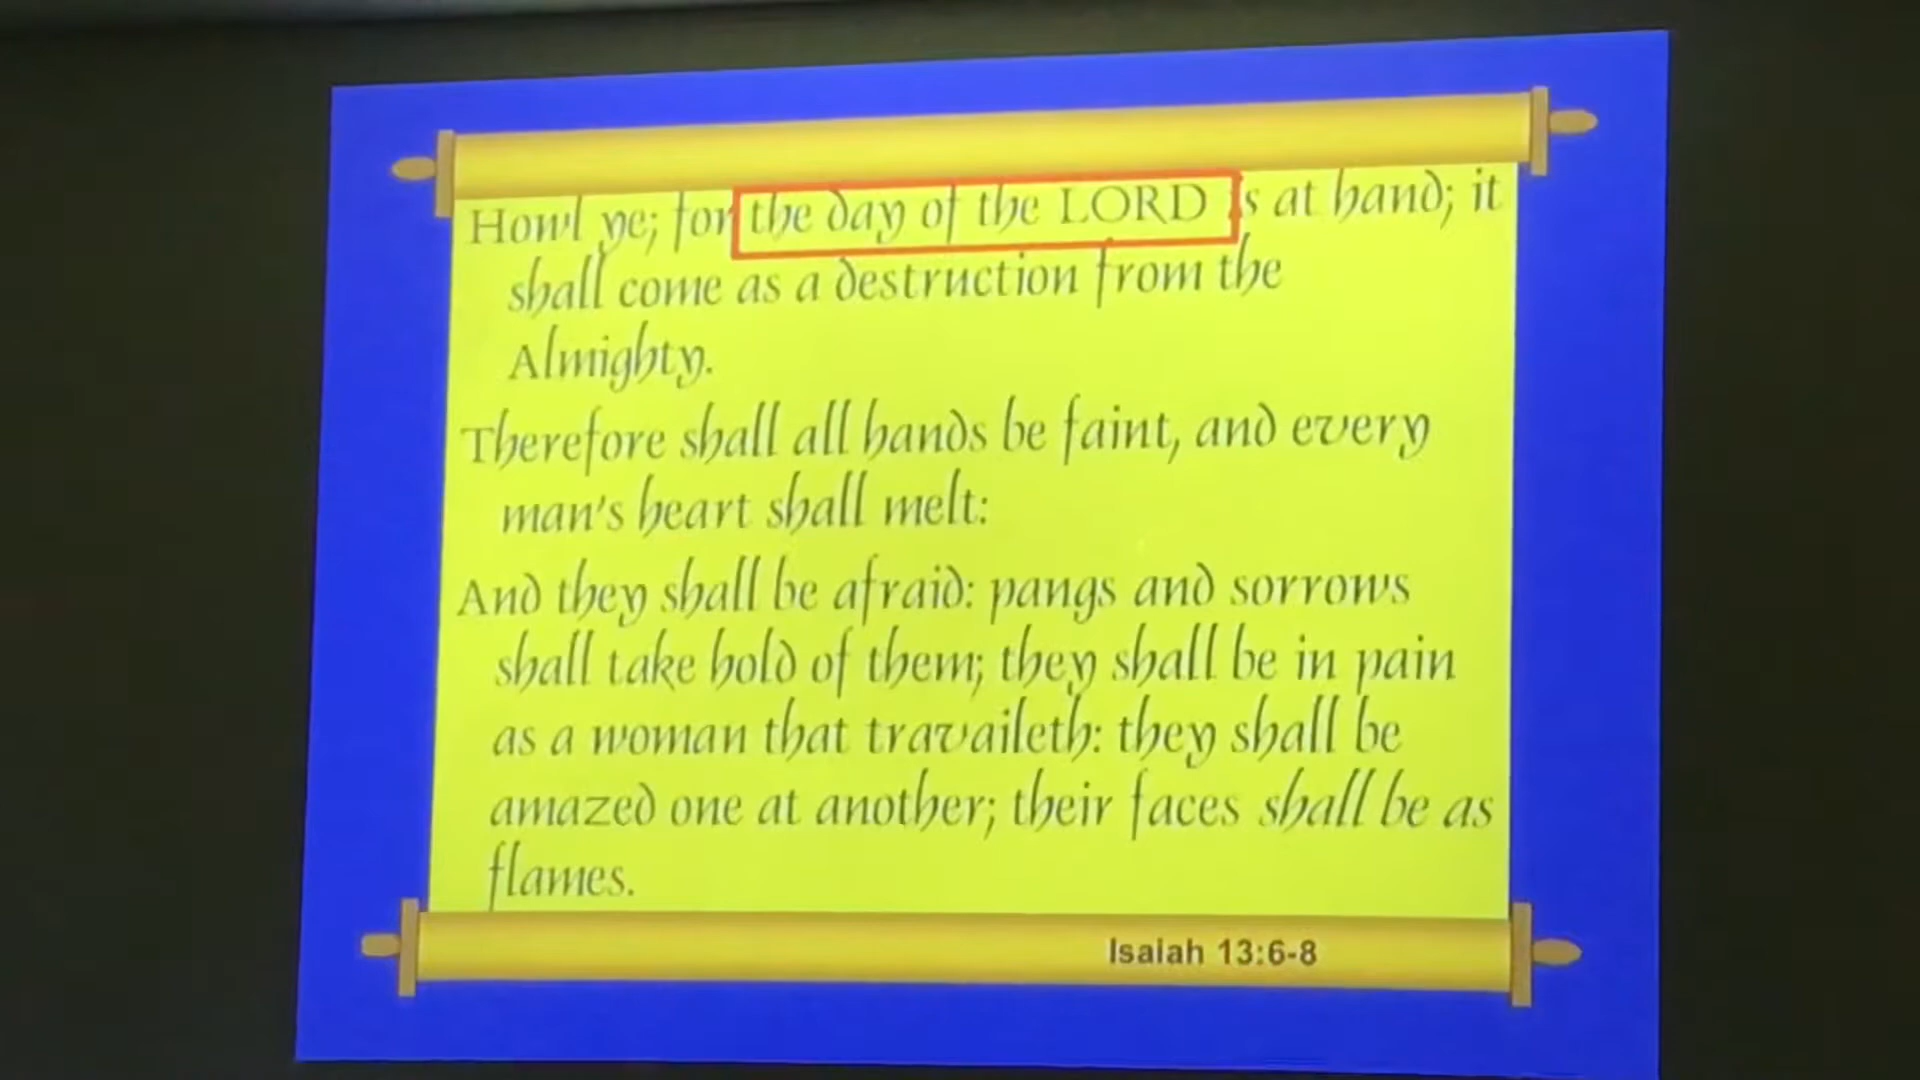 Howl ye; for the day of the LORD is at hand; it
shall come as a destruction from the
Almighty.
Therefore shall all hands be faint, and every
man's heart shall melt:
And they shall be afraid: pangs and sorrows
shall take hold of them; they shall be in pain
as a woman that travaileth: they shall be
amazed one at another; their faces shall be as
flames.
Isaiah 13:6-8